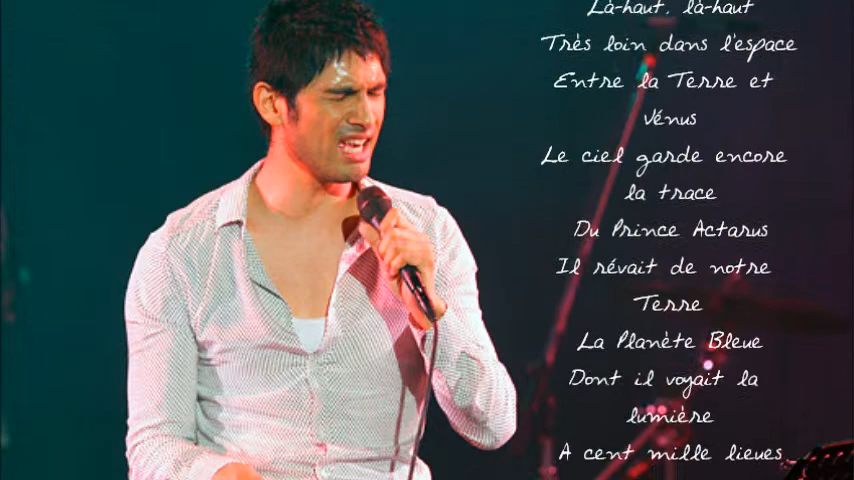 Là-haut, là-haut
Très loin dans l'espace
Entre la Terre et
Vénus
Le ciel garde encore
la trace
Du Prince Actarus
Il révait de notre
Terre
La Planète Bleue
Dont il voyait la
lumière
A cent mille lieues